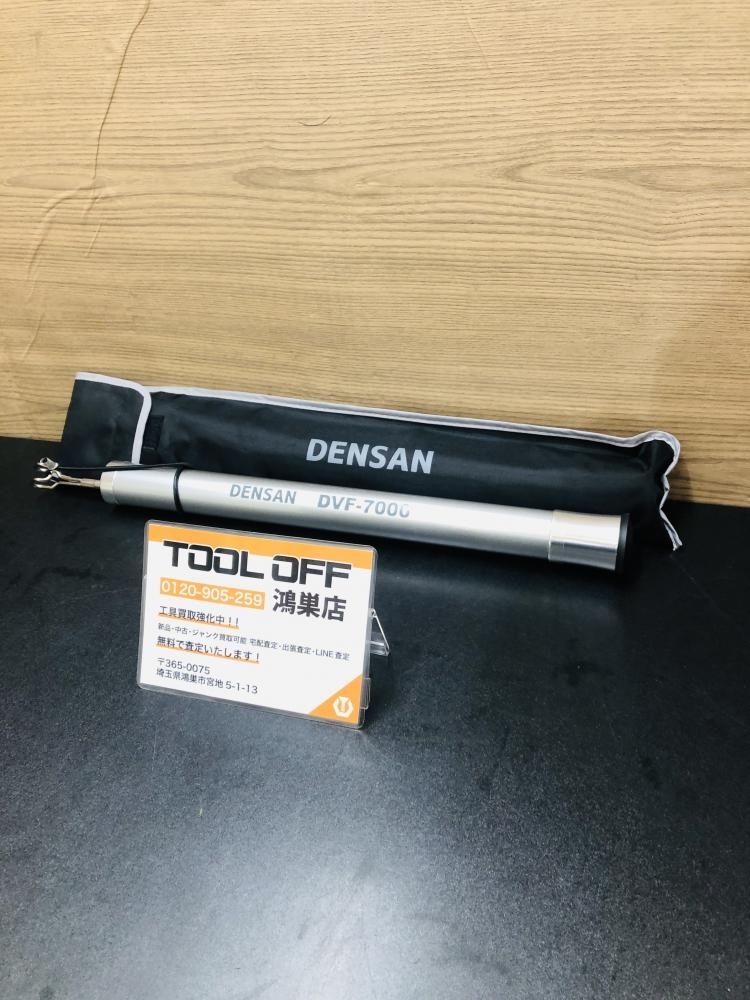 DENSAN
DENSAN DVF-7000
TOOL OFF
0120-905-259 鴻巣店
工具買取強化中！！
新品・中古・ジャンク買取可能 宅配査定・出張査定・LINE査定
無料で査定いたします！
〒365-0075
埼玉県鴻巣市宮地 5-1-13